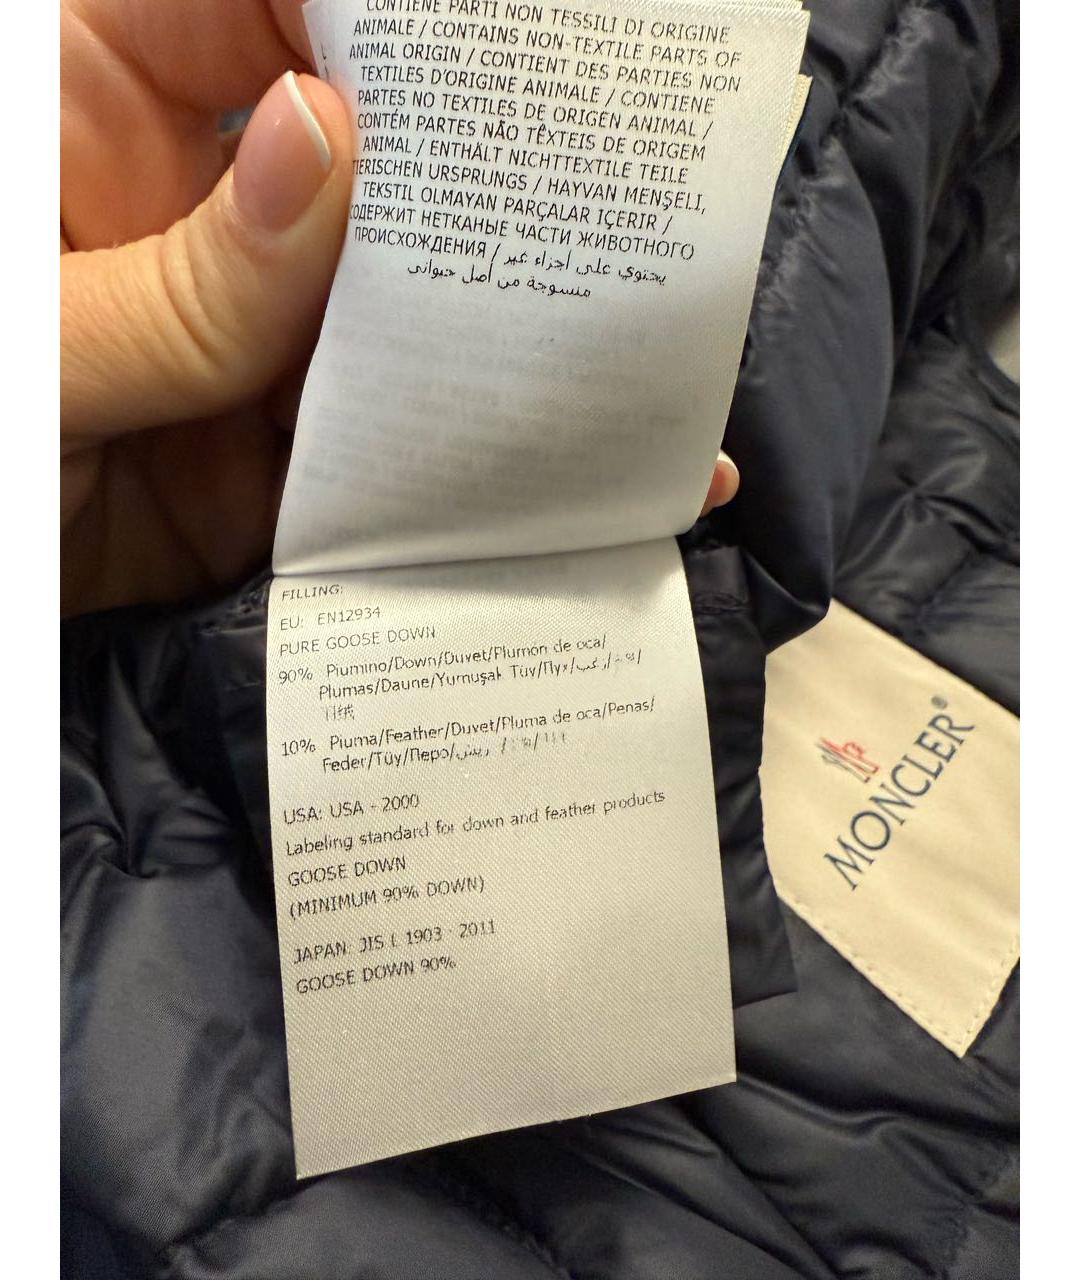 CONTIENE PARTI NON TESSILI DI ORIGINE
ANIMALE / CONTAINS NON-TEXTILE PARTS OF
ANIMAL ORIGIN / CONTIENT DES PARTIES NON
TEXTILES D'ORIGINE ANIMALE / CONTIENE
PARTES NO TEXTILES DE ORIGEN ANIMAL /
CONTÉM PARTES NÃO TÊXTEIS DE ORIGEM
ANIMAL / ENTHÄLT NICHTTEXTILE TEILE
TIERISCHEN URSPRUNGS / HAYVAN MENŞELI,
TEKSTIL OLMAYAN PARÇALAR IÇERIR /
СОДЕРЖИТ НЕТКАНЫЕ ЧАСТИ ЖИВОТНОГО
ПРОИСХОЖДЕНИЯ / يحتوي على أجزاء غير
منسوجة من أصل حيواني
FILLING:
EU: EN12934
PURE GOOSE DOWN
90% Piumino/Down/Duvet/Plumón de oca/
Plumas/Daune/Yumuşak Tüy/Пух/
10% Piuma/Feather/Duvet/Pluma de oca/Penas/
Feder/Tüy/Перо/ريش/
USA: USA - 2000
Labeling standard for down and feather products
GOOSE DOWN
(MINIMUM 90% DOWN)
JAPAN: JIS L 1903 - 2011
GOOSE DOWN 90%
MONCLER®